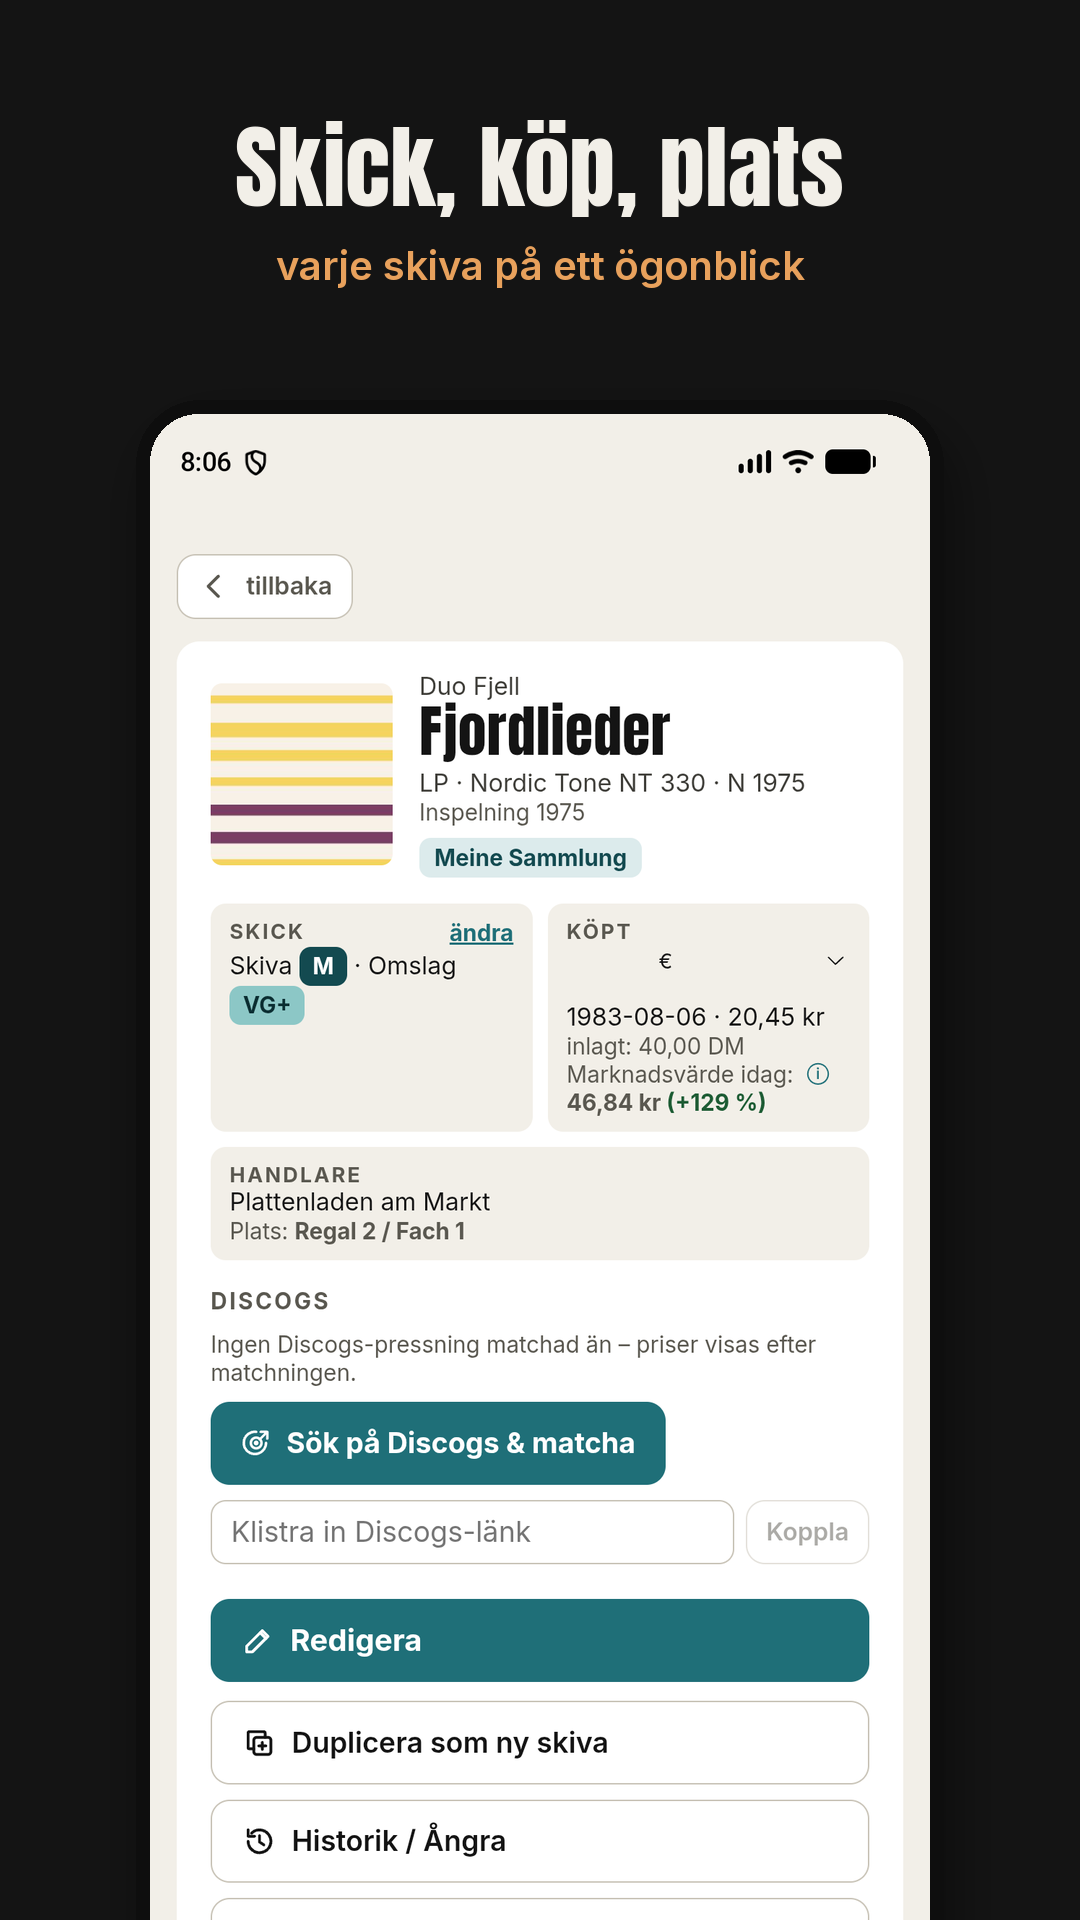 Skick, köp, plats
varje skiva på ett ögonblick
8:06
tillbaka
Duo Fjell
Fjordlieder
LP · Nordic Tone NT 330 · N 1975
Inspelning 1975
Meine Sammlung
SKICK ändra
Skiva M · Omslag
VG+
KÖPT
€
1983-08-06 · 20,45 kr
inlagt: 40,00 DM
Marknadsvärde idag:
46,84 kr (+129 %)
HANDLARE
Plattenladen am Markt
Plats: Regal 2 / Fach 1
DISCOGS
Ingen Discogs-pressning matchad än – priser visas efter
matchningen.
Sök på Discogs & matcha
Klistra in Discogs-länk
Koppla
Redigera
Duplicera som ny skiva
Historik / Ångra